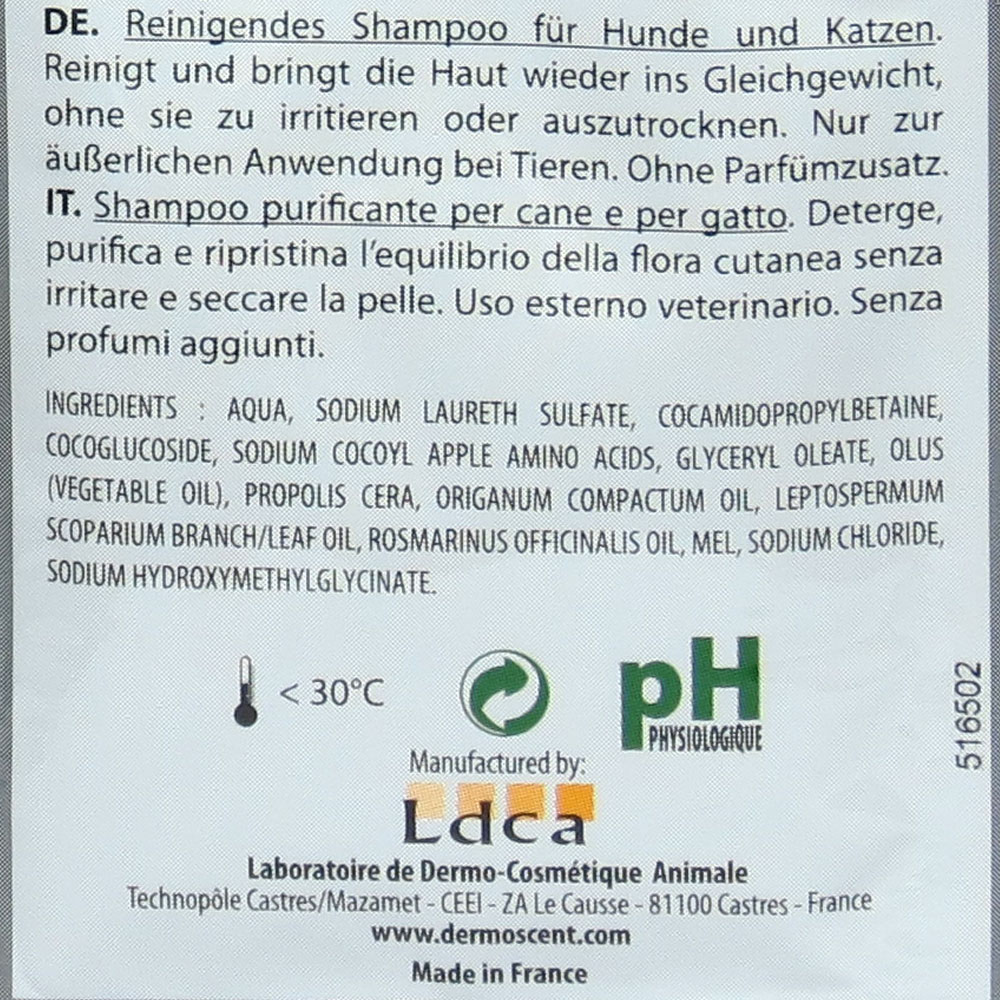 DE. Reinigendes Shampoo für Hunde und Katzen.
Reinigt und bringt die Haut wieder ins Gleichgewicht,
ohne sie zu irritieren oder auszutrocknen. Nur zur
äußerlichen Anwendung bei Tieren. Ohne Parfümzusatz.
IT. Shampoo purificante per cane e per gatto. Deterge,
purifica e ripristina l'equilibrio della flora cutanea senza
irritare e seccare la pelle. Uso esterno veterinario. Senza
profumi aggiunti.
INGREDIENTS : AQUA, SODIUM LAURETH SULFATE, COCAMIDOPROPYLBETAINE,
COCOGLUCOSIDE, SODIUM COCOYL APPLE AMINO ACIDS, GLYCERYL OLEATE, OLUS
(VEGETABLE OIL), PROPOLIS CERA, ORIGANUM COMPACTUM OIL, LEPTOSPERMUM
SCOPARIUM BRANCH/LEAF OIL, ROSMARINUS OFFICINALIS OIL, MEL, SODIUM CHLORIDE,
SODIUM HYDROXYMETHYLGLYCINATE.
< 30°C
pH
PHYSIOLOGIQUE
516502
Manufactured by:
Ldca
Laboratoire de Dermo-Cosmétique Animale
Technopôle Castres/Mazamet - CEEI - ZA Le Causse - 81100 Castres - France
www.dermoscent.com
Made in France